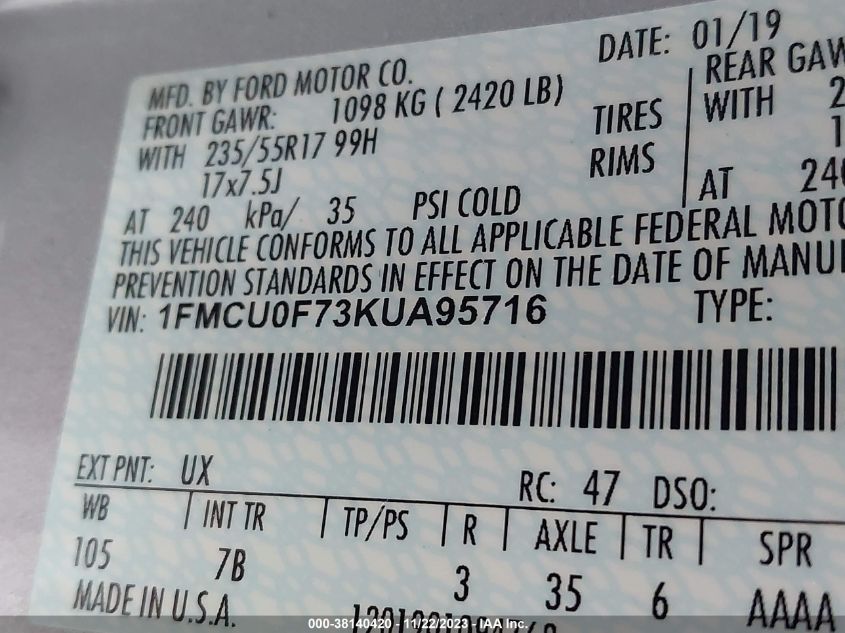 DATE: 01/19
MFD. BY FORD MOTOR CO.
FRONT GAWR: 1098 KG ( 2420 LB)
REAR
WITH 235/55R17 99H TIRES WITH
17x7.5J RIMS
AT 240 kPa/ 35 PSI COLD AT
THIS VEHICLE CONFORMS TO ALL APPLICABLE FEDERAL
PREVENTION STANDARDS IN EFFECT ON THE DATE OF
VIN: 1FMCU0F73KUA95716 TYPE:
EXT PNT: UX RC: 47 DSO:
WB INT TR TP/PS R AXLE TR SPR
105 7B 3 35 6 AAAA
MADE IN U.S.A.
000-38140420 - 11/22/2023 - IAA Inc.